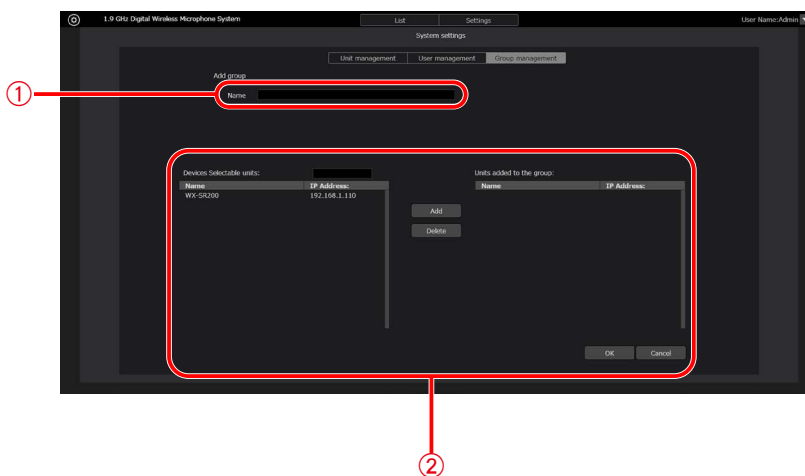 1.9 GHz Digital Wireless Microphone System List Settings User Name:Admin
System settings
Unit management User management Group management
Add group
① Name
Devices Selectable units: Units added to the group:
Name IP Address: Name IP Address:
WX-SR200 192.168.1.110
Add
Delete
OK Cancel
②